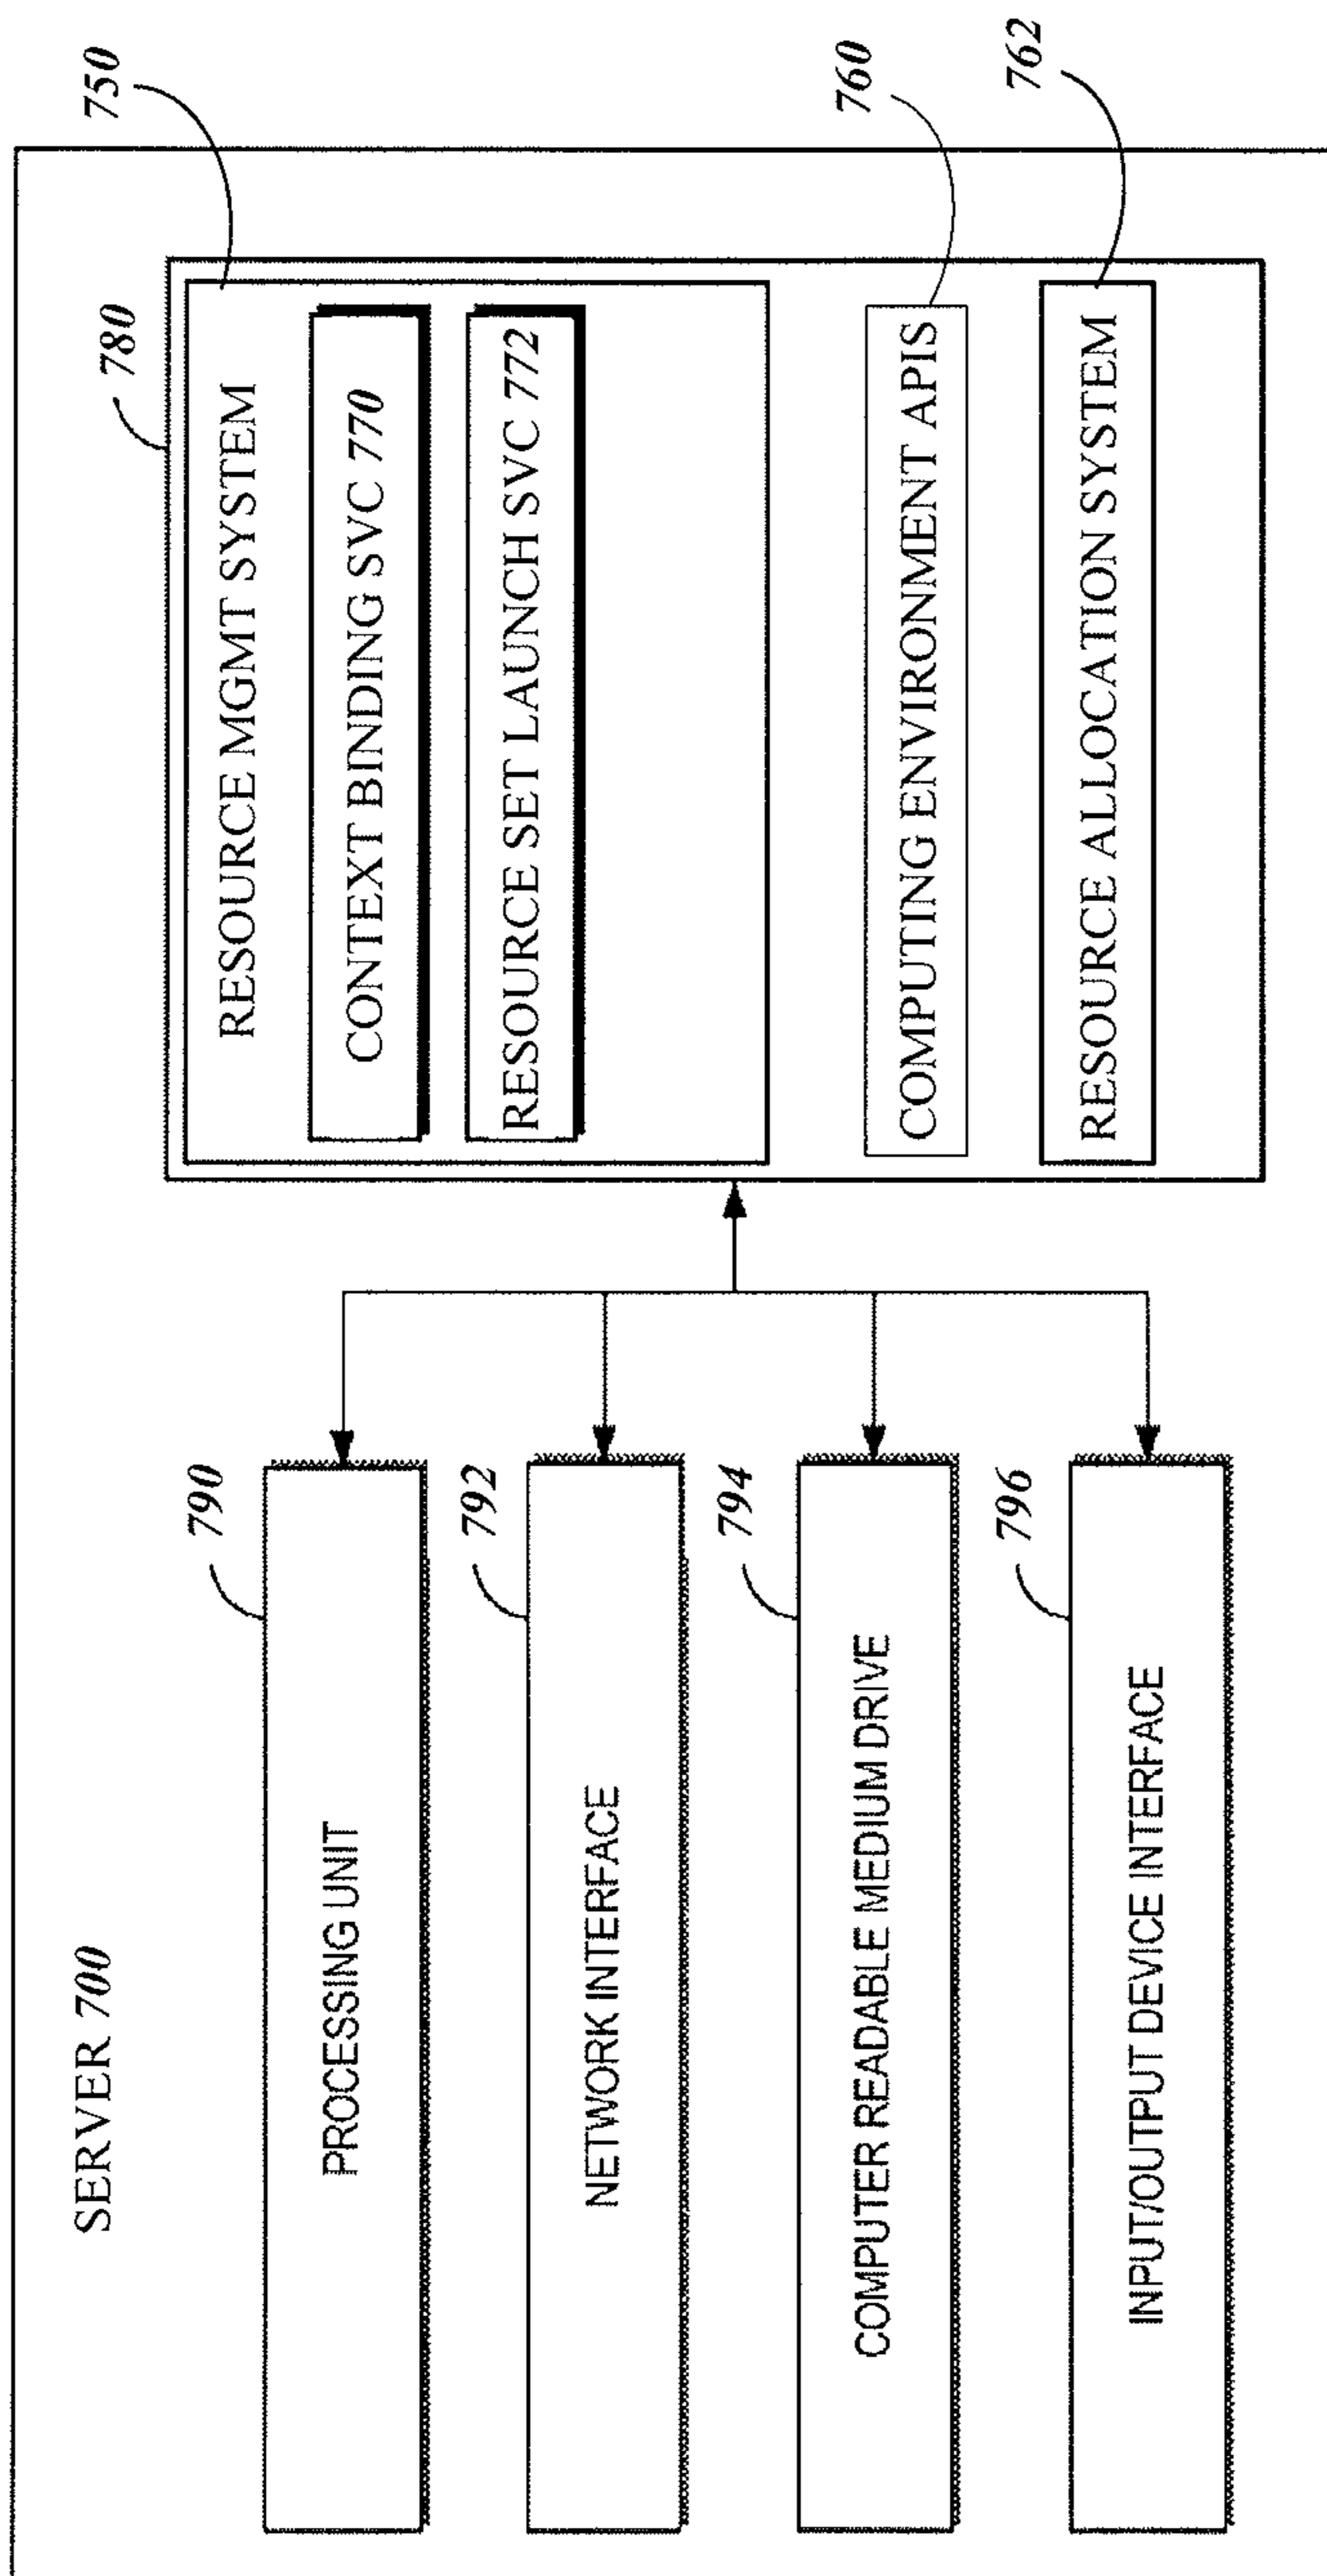 SERVER 700
790
PROCESSING UNIT
792
NETWORK INTERFACE
794
COMPUTER READABLE MEDIUM DRIVE
796
INPUT/OUTPUT DEVICE INTERFACE
780
750
RESOURCE MGMT SYSTEM
CONTEXT BINDING SVC 770
RESOURCE SET LAUNCH SVC 772
760
COMPUTING ENVIRONMENT APIS
762
RESOURCE ALLOCATION SYSTEM